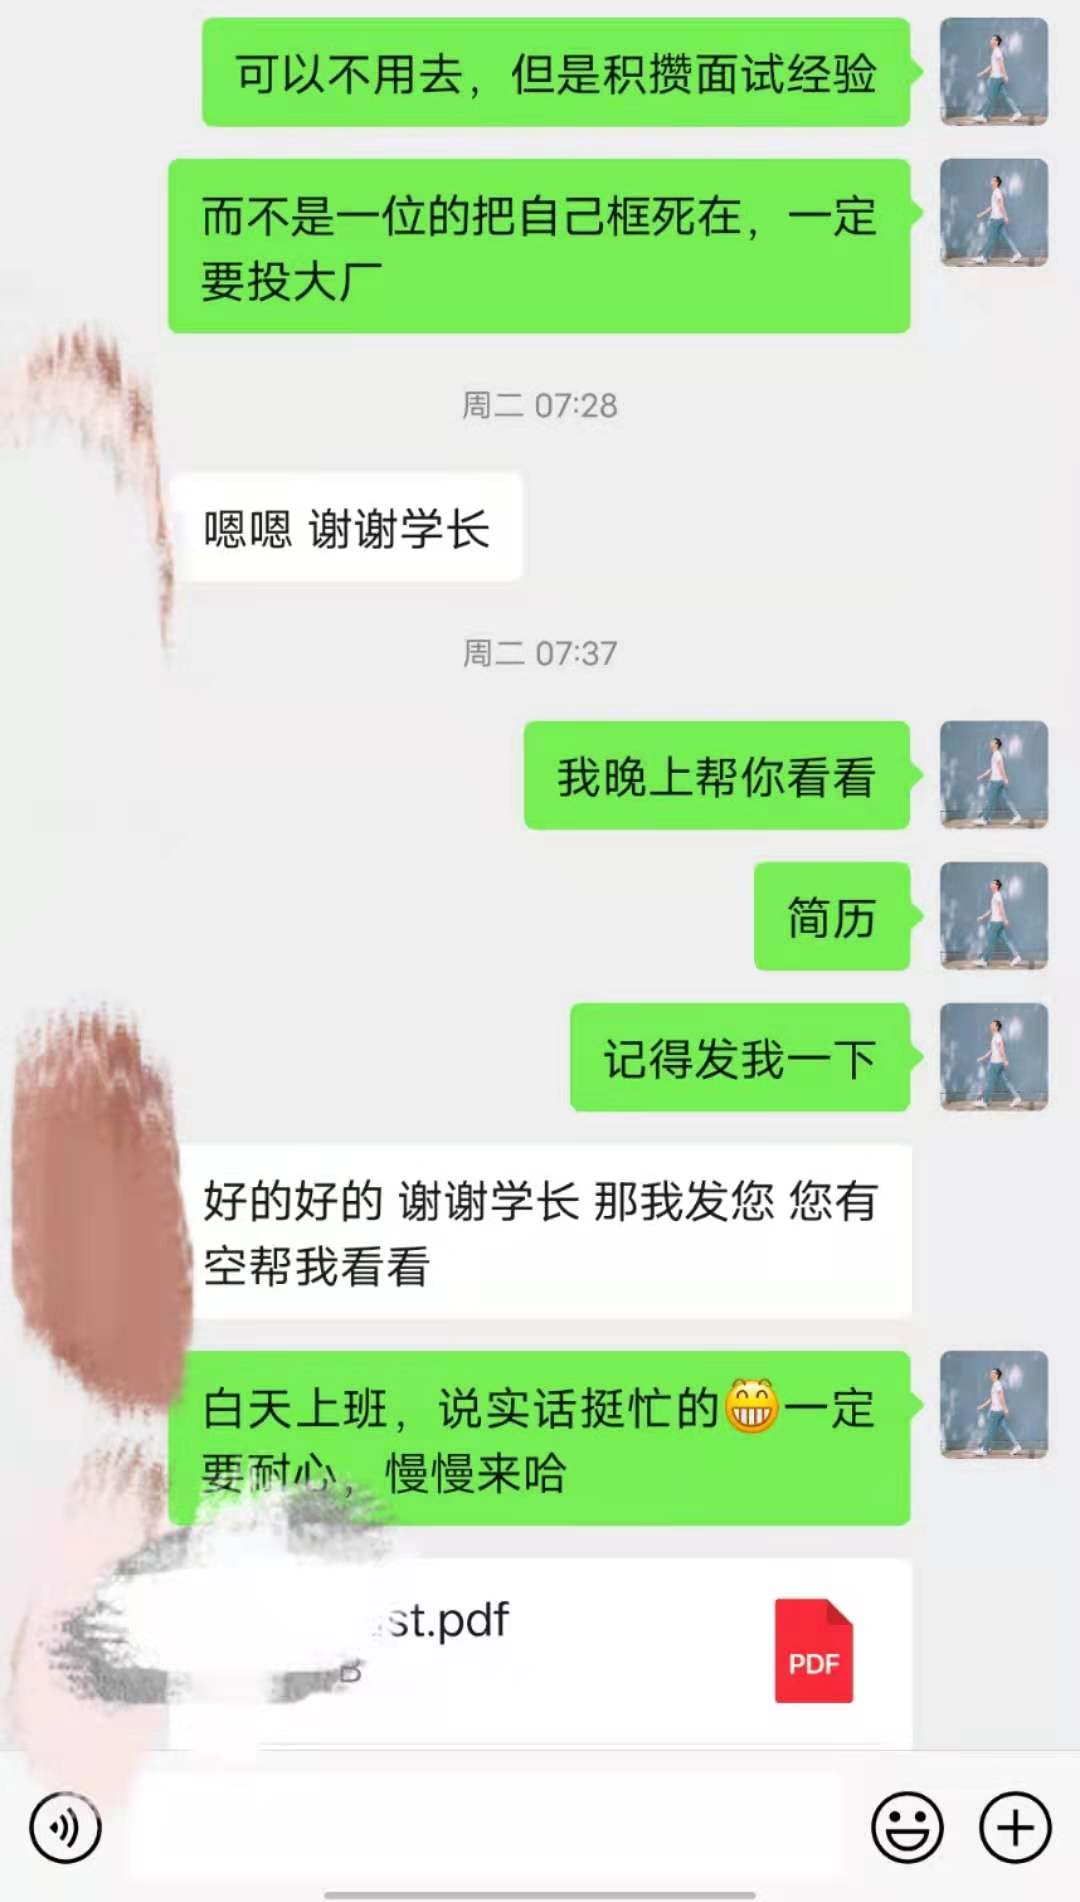 可以不用去，但是积攒面试经验
而不是一位的把自己框死在，一定
要投大厂
周二 07:28
嗯嗯 谢谢学长
周二 07:37
我晚上帮你看看
简历
记得发我一下
好的好的 谢谢学长 那我发您 您有
空帮我看看
白天上班，说实话挺忙的😁一定
要耐心，慢慢来哈
st.pdf
B
PDF